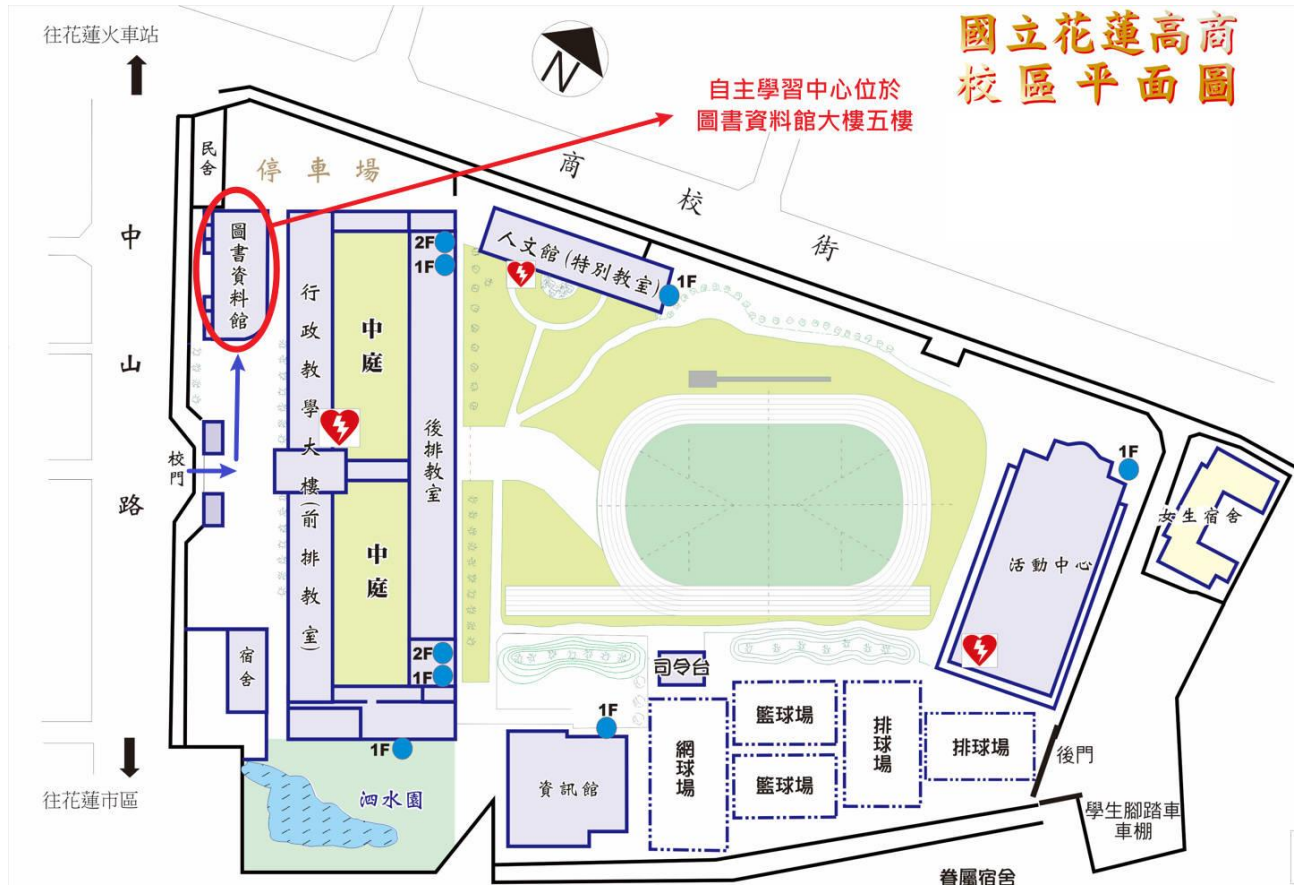 國立花蓮高商
校區平面圖
往花蓮火車站
N
自主學習中心位於
圖書資料館大樓五樓
民舍
停車場
商校街
中山路
圖書資料館
行政教學大樓(前排教室)
中庭
2F
1F
後排教室
人文館(特別教室)
1F
校門
中庭
1F
活動中心
女生宿舍
宿舍
2F
1F
司令台
1F
1F
籃球場
網球場
排球場
排球場
籃球場
後門
往花蓮市區
泗水園
資訊館
學生腳踏車
車棚
眷屬宿舍